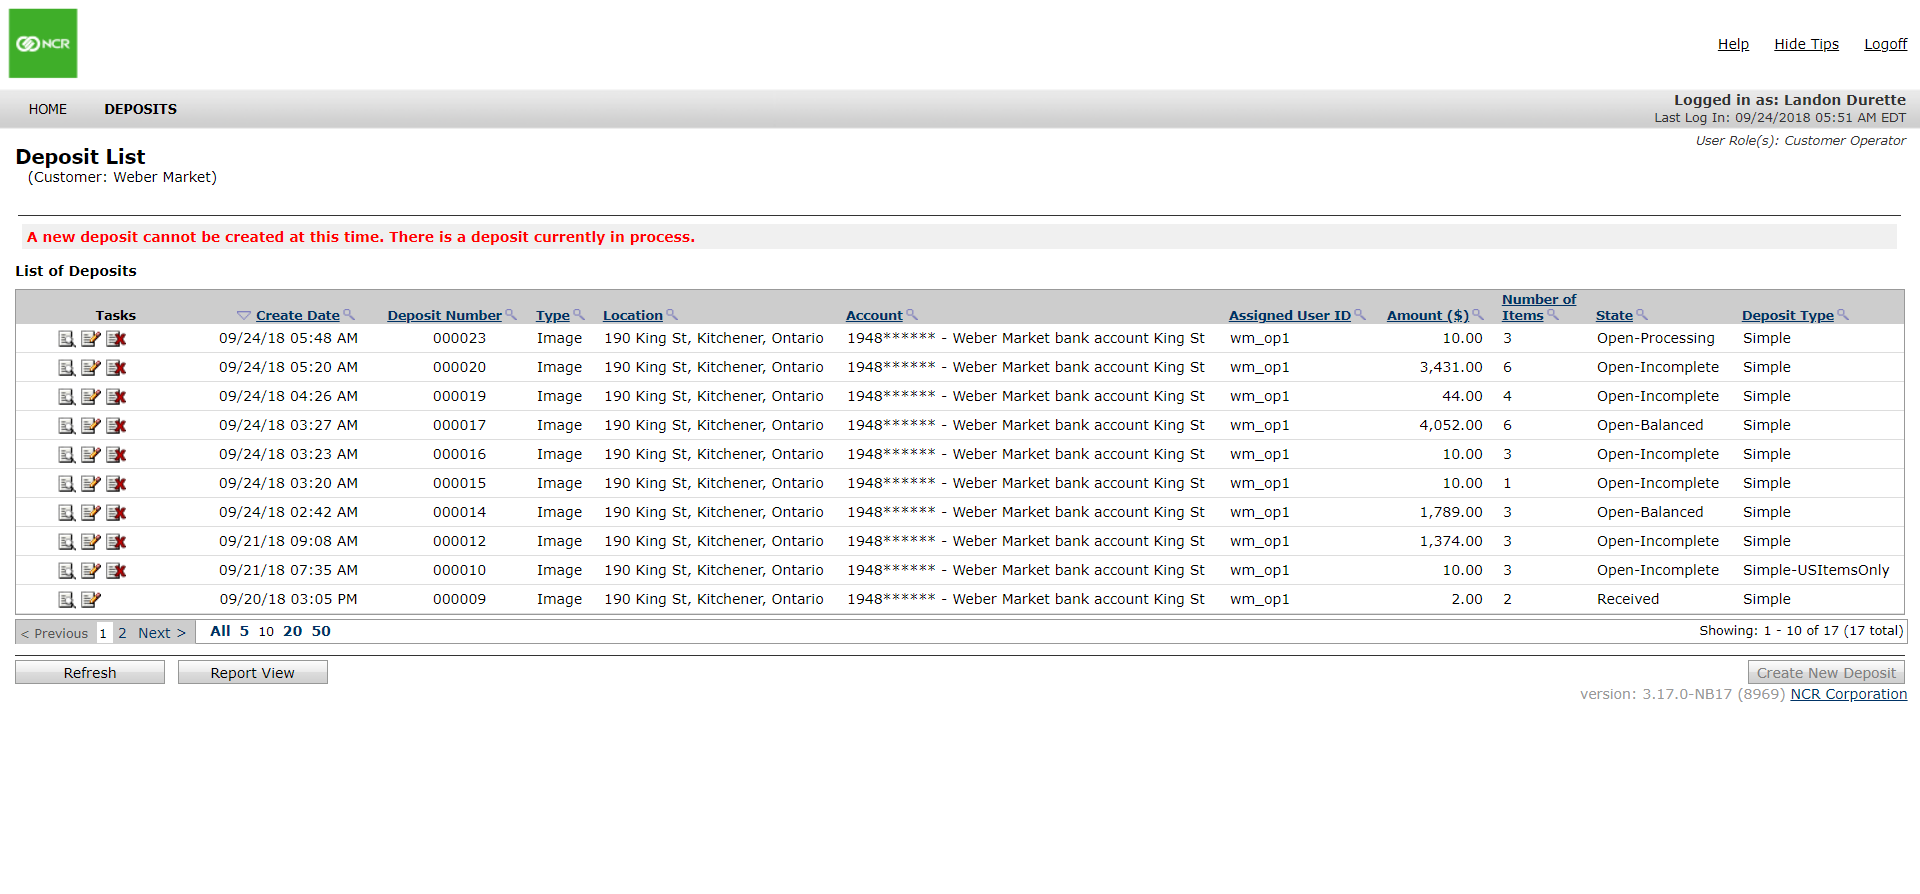 NCR
Help Hide Tips Logoff
HOME DEPOSITS
Logged in as: Landon Durette
Last Log In: 09/24/2018 05:51 AM EDT
User Role(s): Customer Operator
Deposit List
(Customer: Weber Market)
A new deposit cannot be created at this time. There is a deposit currently in process.
List of Deposits
Tasks Create Date Deposit Number Type Location Account Assigned User ID Amount ($) Number of Items State Deposit Type
09/24/18 05:48 AM 000023 Image 190 King St, Kitchener, Ontario 1948****** - Weber Market bank account King St wm_op1 10.00 3 Open-Processing Simple
09/24/18 05:20 AM 000020 Image 190 King St, Kitchener, Ontario 1948****** - Weber Market bank account King St wm_op1 3,431.00 6 Open-Incomplete Simple
09/24/18 04:26 AM 000019 Image 190 King St, Kitchener, Ontario 1948****** - Weber Market bank account King St wm_op1 44.00 4 Open-Incomplete Simple
09/24/18 03:27 AM 000017 Image 190 King St, Kitchener, Ontario 1948****** - Weber Market bank account King St wm_op1 4,052.00 6 Open-Balanced Simple
09/24/18 03:23 AM 000016 Image 190 King St, Kitchener, Ontario 1948****** - Weber Market bank account King St wm_op1 10.00 3 Open-Incomplete Simple
09/24/18 03:20 AM 000015 Image 190 King St, Kitchener, Ontario 1948****** - Weber Market bank account King St wm_op1 10.00 1 Open-Incomplete Simple
09/24/18 02:42 AM 000014 Image 190 King St, Kitchener, Ontario 1948****** - Weber Market bank account King St wm_op1 1,789.00 3 Open-Balanced Simple
09/21/18 09:08 AM 000012 Image 190 King St, Kitchener, Ontario 1948****** - Weber Market bank account King St wm_op1 1,374.00 3 Open-Incomplete Simple
09/21/18 07:35 AM 000010 Image 190 King St, Kitchener, Ontario 1948****** - Weber Market bank account King St wm_op1 10.00 3 Open-Incomplete Simple-USItemsOnly
09/20/18 03:05 PM 000009 Image 190 King St, Kitchener, Ontario 1948****** - Weber Market bank account King St wm_op1 2.00 2 Received Simple
< Previous 1 2 Next > All 5 10 20 50 Showing: 1 - 10 of 17 (17 total)
Refresh Report View Create New Deposit
version: 3.17.0-NB17 (8969) NCR Corporation